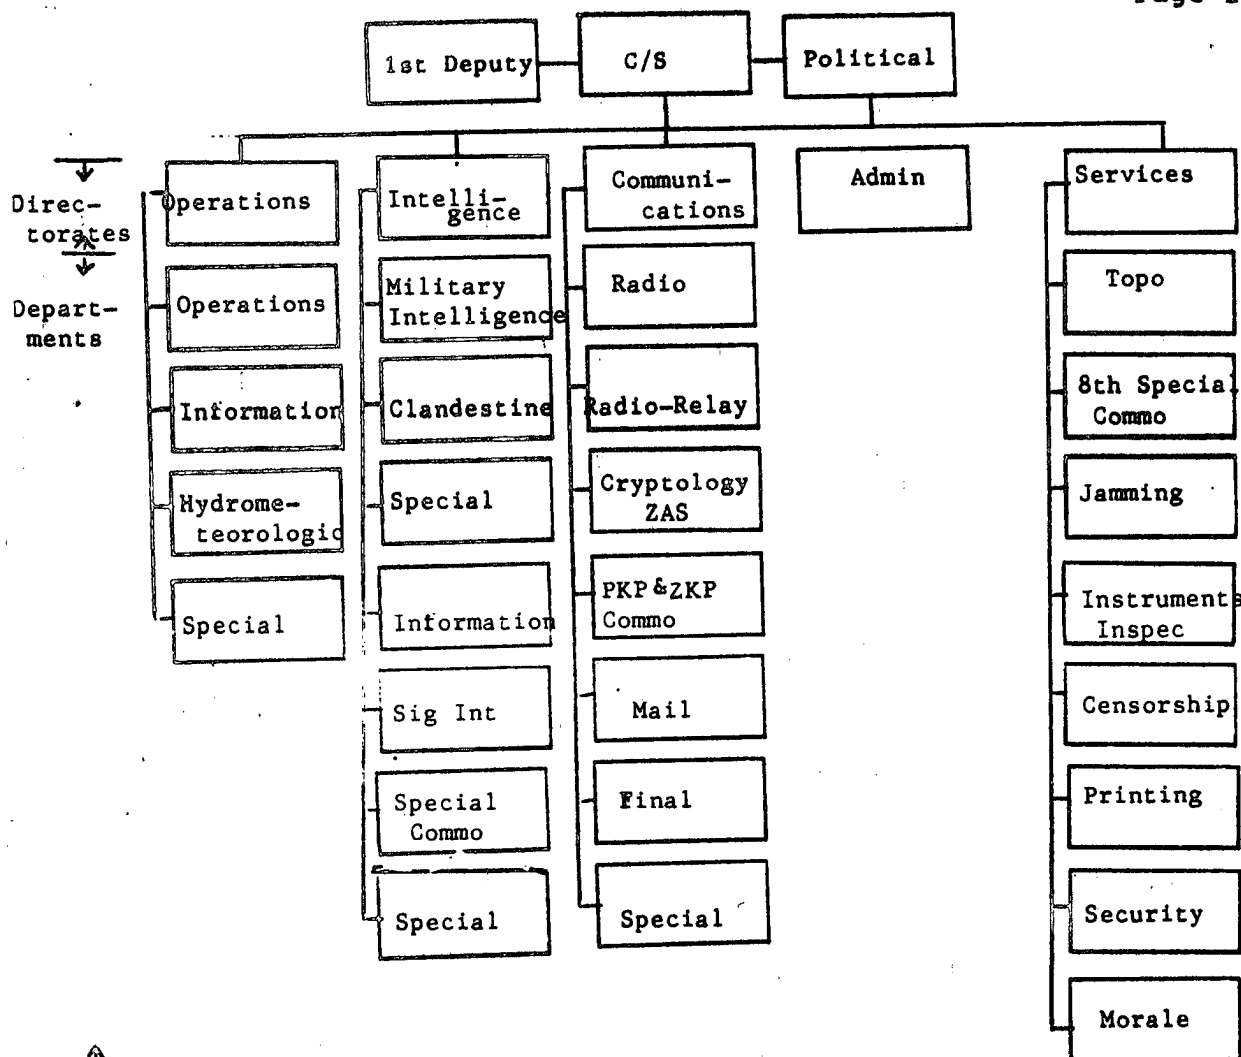 Page
1st Deputy
C/S
Political
Direc-
torates
Depart-
ments
Operations
Operations
Information
Hydrome-
teorologic
Special
Intelli-
gence
Military
Intelligence
Clandestine
Special
Information
Sig Int
Special
Commo
Special
Communi-
cations
Radio
Radio-Relay
Cryptology
ZAS
PKP & ZKP
Commo
Mail
Final
Special
Admin
Services
Topo
8th Special
Commo
Jamming
Instruments
Inspec
Censorship
Printing
Security
Morale